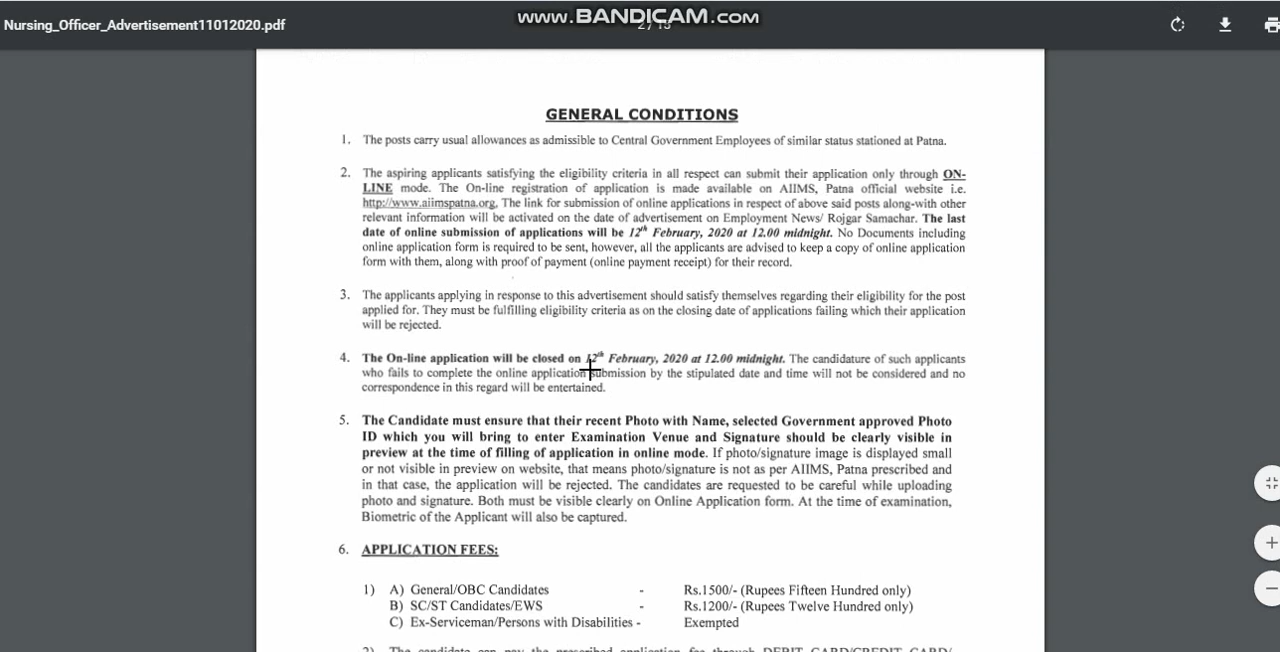 www.BANDICAM.com
Nursing_Officer_Advertisement11012020.pdf
2 / 15
GENERAL CONDITIONS
1. The posts carry usual allowances as admissible to Central Government Employees of similar status stationed at Patna.
2. The aspiring applicants satisfying the eligibility criteria in all respect can submit their application only through ON-
LINE mode. The On-line registration of application is made available on AIIMS, Patna official website i.e.
http://www.aiimspatna.org. The link for submission of online applications in respect of above said posts along-with other
relevant information will be activated on the date of advertisement on Employment News/ Rojgar Samachar. The last
date of online submission of applications will be 12th February, 2020 at 12.00 midnight. No Documents including
online application form is required to be sent, however, all the applicants are advised to keep a copy of online application
form with them, along with proof of payment (online payment receipt) for their record.
3. The applicants applying in response to this advertisement should satisfy themselves regarding their eligibility for the post
applied for. They must be fulfilling eligibility criteria as on the closing date of applications failing which their application
will be rejected.
4. The On-line application will be closed on 12th February, 2020 at 12.00 midnight. The candidature of such applicants
who fails to complete the online application submission by the stipulated date and time will not be considered and no
correspondence in this regard will be entertained.
5. The Candidate must ensure that their recent Photo with Name, selected Government approved Photo
ID which you will bring to enter Examination Venue and Signature should be clearly visible in
preview at the time of filling of application in online mode. If photo/signature image is displayed small
or not visible in preview on website, that means photo/signature is not as per AIIMS, Patna prescribed and
in that case, the application will be rejected. The candidates are requested to be careful while uploading
photo and signature. Both must be visible clearly on Online Application form. At the time of examination,
Biometric of the Applicant will also be captured.
6. APPLICATION FEES:
1) A) General/OBC Candidates - Rs.1500/- (Rupees Fifteen Hundred only)
B) SC/ST Candidates/EWS - Rs.1200/- (Rupees Twelve Hundred only)
C) Ex-Serviceman/Persons with Disabilities - Exempted
2) The candidate can pay the prescribed application fee through DEBIT CARD/CREDIT CARD/